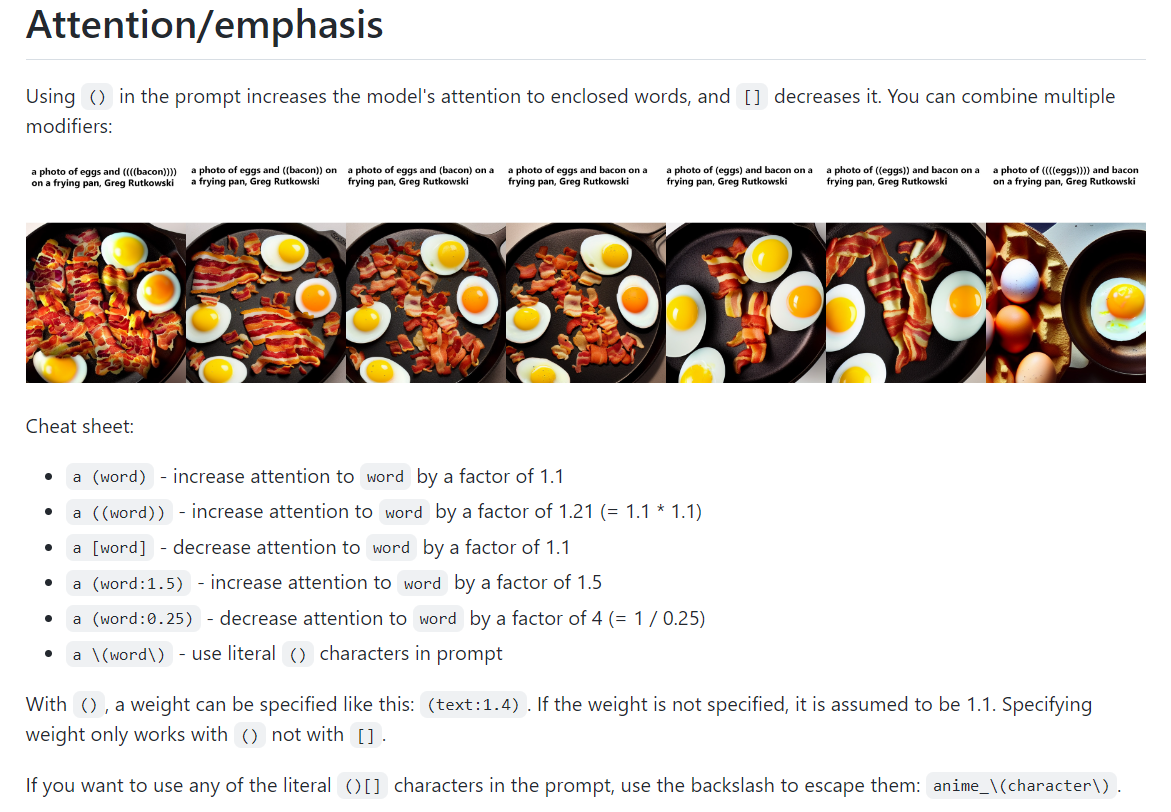 Attention/emphasis
Using () in the prompt increases the model's attention to enclosed words, and [] decreases it. You can combine multiple
modifiers:
a photo of eggs and ((((bacon))))
on a frying pan, Greg Rutkowski
a photo of eggs and ((bacon)) on
a frying pan, Greg Rutkowski
a photo of eggs and (bacon) on a
frying pan, Greg Rutkowski
a photo of eggs and bacon on a
frying pan, Greg Rutkowski
a photo of (eggs) and bacon on a
frying pan, Greg Rutkowski
a photo of ((eggs)) and bacon on a
frying pan, Greg Rutkowski
a photo of ((((eggs)))) and bacon
on a frying pan, Greg Rutkowski
Cheat sheet:
• a (word) - increase attention to word by a factor of 1.1
• a ((word)) - increase attention to word by a factor of 1.21 (= 1.1 * 1.1)
• a [word] - decrease attention to word by a factor of 1.1
• a (word:1.5) - increase attention to word by a factor of 1.5
• a (word:0.25) - decrease attention to word by a factor of 4 (= 1 / 0.25)
• a \(word\) - use literal () characters in prompt
With (), a weight can be specified like this: (text:1.4). If the weight is not specified, it is assumed to be 1.1. Specifying
weight only works with () not with [].
If you want to use any of the literal ()[] characters in the prompt, use the backslash to escape them: anime_\(character\).